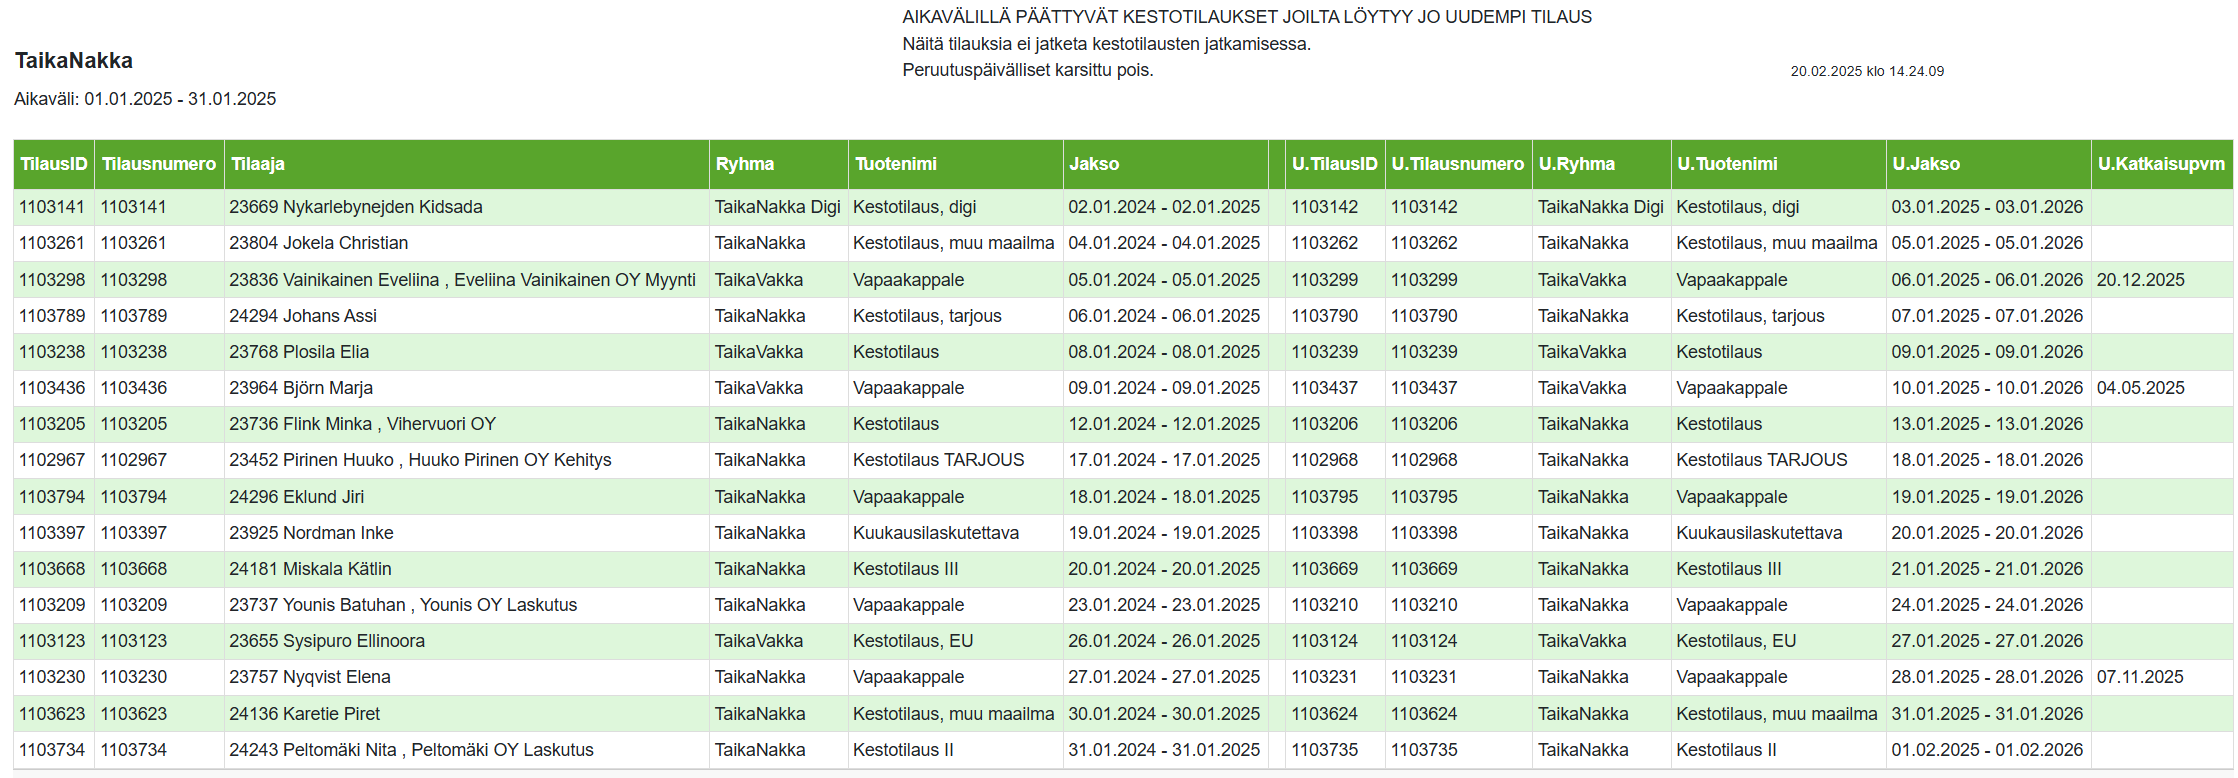 AIKAVÄLILLÄ PÄÄTTYVÄT KESTOTILAUKSET JOILTA LÖYTYY JO UUDEMPI TILAUS
Näitä tilauksia ei jatketa kestotilausten jatkamisessa.
TaikaNakka
Peruutuspäivälliset karsittu pois. 20.02.2025 klo 14.24.09
Aikaväli: 01.01.2025 - 31.01.2025
TilausID Tilausnumero Tilaaja Ryhma Tuotenimi Jakso U.TilausID U.Tilausnumero U.Ryhma U.Tuotenimi U.Jakso U.Katkaisupvm
1103141 1103141 23669 Nykarlebynejden Kidsada TaikaNakka Digi Kestotilaus, digi 02.01.2024 - 02.01.2025 1103142 1103142 TaikaNakka Digi Kestotilaus, digi 03.01.2025 - 03.01.2026
1103261 1103261 23804 Jokela Christian TaikaNakka Kestotilaus, muu maailma 04.01.2024 - 04.01.2025 1103262 1103262 TaikaNakka Kestotilaus, muu maailma 05.01.2025 - 05.01.2026
1103298 1103298 23836 Vainikainen Eveliina , Eveliina Vainikainen OY Myynti TaikaVakka Vapaakappale 05.01.2024 - 05.01.2025 1103299 1103299 TaikaVakka Vapaakappale 06.01.2025 - 06.01.2026 20.12.2025
1103789 1103789 24294 Johans Assi TaikaNakka Kestotilaus, tarjous 06.01.2024 - 06.01.2025 1103790 1103790 TaikaNakka Kestotilaus, tarjous 07.01.2025 - 07.01.2026
1103238 1103238 23768 Plosila Elia TaikaVakka Kestotilaus 08.01.2024 - 08.01.2025 1103239 1103239 TaikaVakka Kestotilaus 09.01.2025 - 09.01.2026
1103436 1103436 23964 Björn Marja TaikaVakka Vapaakappale 09.01.2024 - 09.01.2025 1103437 1103437 TaikaVakka Vapaakappale 10.01.2025 - 10.01.2026 04.05.2025
1103205 1103205 23736 Flink Minka , Vihervuori OY TaikaNakka Kestotilaus 12.01.2024 - 12.01.2025 1103206 1103206 TaikaNakka Kestotilaus 13.01.2025 - 13.01.2026
1102967 1102967 23452 Pirinen Huuko , Huuko Pirinen OY Kehitys TaikaNakka Kestotilaus TARJOUS 17.01.2024 - 17.01.2025 1102968 1102968 TaikaNakka Kestotilaus TARJOUS 18.01.2025 - 18.01.2026
1103794 1103794 24296 Eklund Jiri TaikaNakka Vapaakappale 18.01.2024 - 18.01.2025 1103795 1103795 TaikaNakka Vapaakappale 19.01.2025 - 19.01.2026
1103397 1103397 23925 Nordman Inke TaikaNakka Kuukausilaskutettava 19.01.2024 - 19.01.2025 1103398 1103398 TaikaNakka Kuukausilaskutettava 20.01.2025 - 20.01.2026
1103668 1103668 24181 Miskala Kätlin TaikaNakka Kestotilaus III 20.01.2024 - 20.01.2025 1103669 1103669 TaikaNakka Kestotilaus III 21.01.2025 - 21.01.2026
1103209 1103209 23737 Younis Batuhan , Younis OY Laskutus TaikaNakka Vapaakappale 23.01.2024 - 23.01.2025 1103210 1103210 TaikaNakka Vapaakappale 24.01.2025 - 24.01.2026
1103123 1103123 23655 Sysipuro Ellinoora TaikaVakka Kestotilaus, EU 26.01.2024 - 26.01.2025 1103124 1103124 TaikaVakka Kestotilaus, EU 27.01.2025 - 27.01.2026
1103230 1103230 23757 Nyqvist Elena TaikaNakka Vapaakappale 27.01.2024 - 27.01.2025 1103231 1103231 TaikaNakka Vapaakappale 28.01.2025 - 28.01.2026 07.11.2025
1103623 1103623 24136 Karetie Piret TaikaNakka Kestotilaus, muu maailma 30.01.2024 - 30.01.2025 1103624 1103624 TaikaNakka Kestotilaus, muu maailma 31.01.2025 - 31.01.2026
1103734 1103734 24243 Peltomäki Nita , Peltomäki OY Laskutus TaikaNakka Kestotilaus II 31.01.2024 - 31.01.2025 1103735 1103735 TaikaNakka Kestotilaus II 01.02.2025 - 01.02.2026